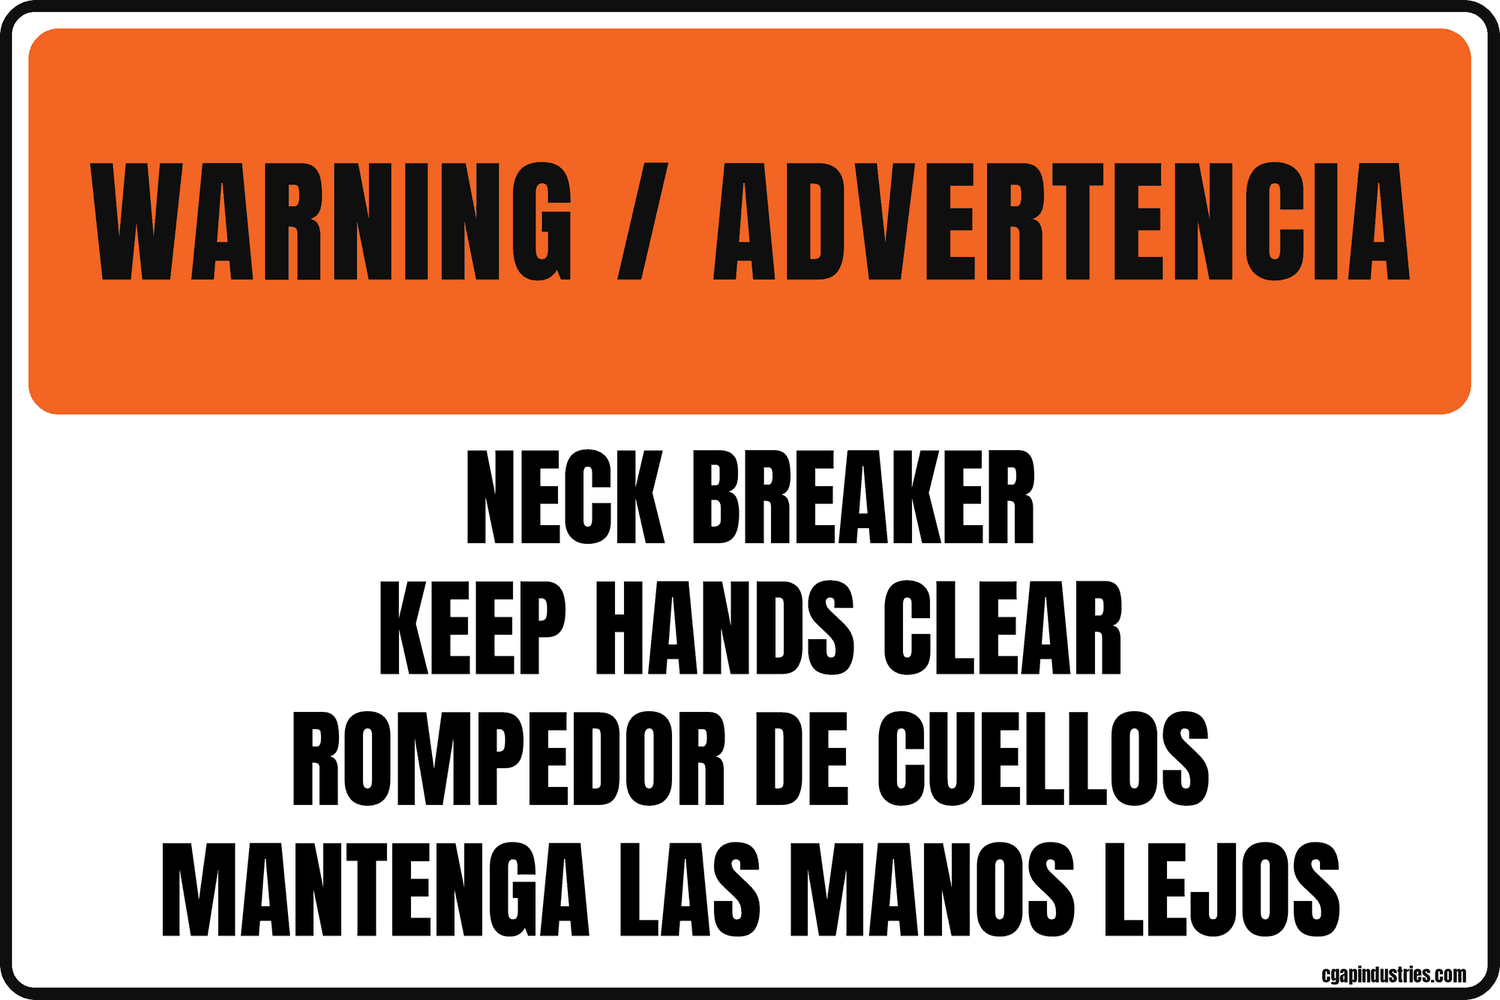 WARNING / ADVERTENCIA
NECK BREAKER
KEEP HANDS CLEAR
ROMPEDOR DE CUELLOS
MANTENGA LAS MANOS LEJOS
cgapindustries.com